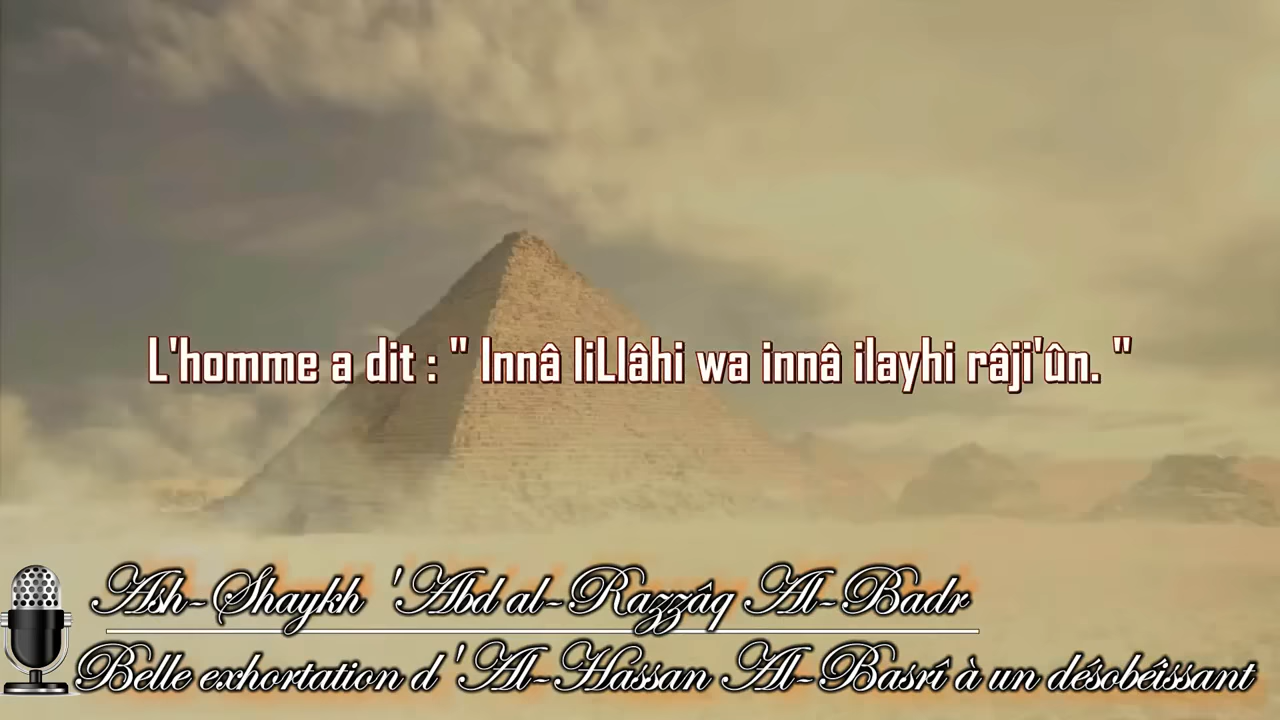 L'homme a dit : " Innâ liLlâhi wa innâ ilayhi râji'ûn. "
Ash-Shaykh 'Abd al-Razzâq Al-Badr
Belle exhortation d'Al-Hassan Al-Basrî à un désobéissant